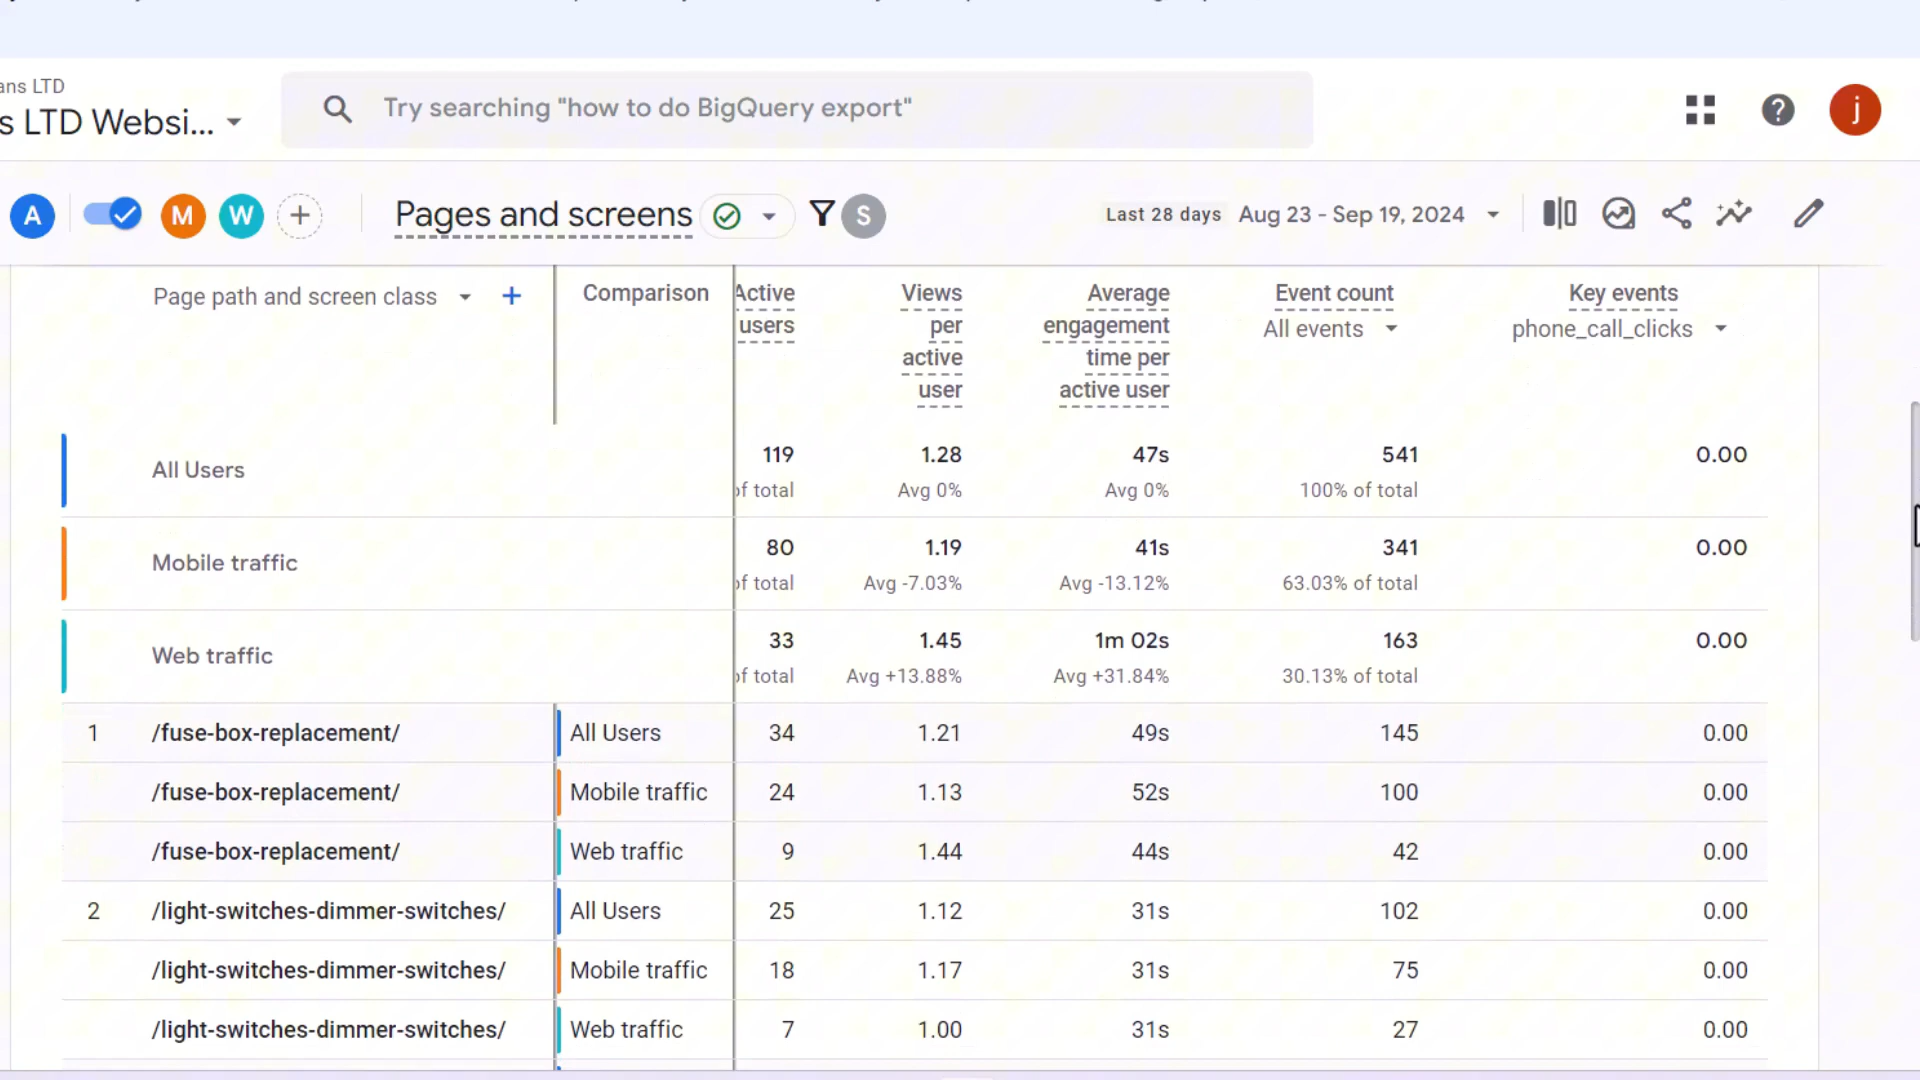 ans LTD
s LTD Websi...
Try searching "how to do BigQuery export"
j
A
M
W
Pages and screens
S
Last 28 days Aug 23 - Sep 19, 2024
Page path and screen class
Comparison
Active
users
Views
per
active
user
Average
engagement
time per
active user
Event count
All events
Key events
phone_call_clicks
All Users 119 1.28 47s 541 0.00
of total Avg 0% Avg 0% 100% of total
Mobile traffic 80 1.19 41s 341 0.00
of total Avg -7.03% Avg -13.12% 63.03% of total
Web traffic 33 1.45 1m 02s 163 0.00
of total Avg +13.88% Avg +31.84% 30.13% of total
1 /fuse-box-replacement/ All Users 34 1.21 49s 145 0.00
/fuse-box-replacement/ Mobile traffic 24 1.13 52s 100 0.00
/fuse-box-replacement/ Web traffic 9 1.44 44s 42 0.00
2 /light-switches-dimmer-switches/ All Users 25 1.12 31s 102 0.00
/light-switches-dimmer-switches/ Mobile traffic 18 1.17 31s 75 0.00
/light-switches-dimmer-switches/ Web traffic 7 1.00 31s 27 0.00